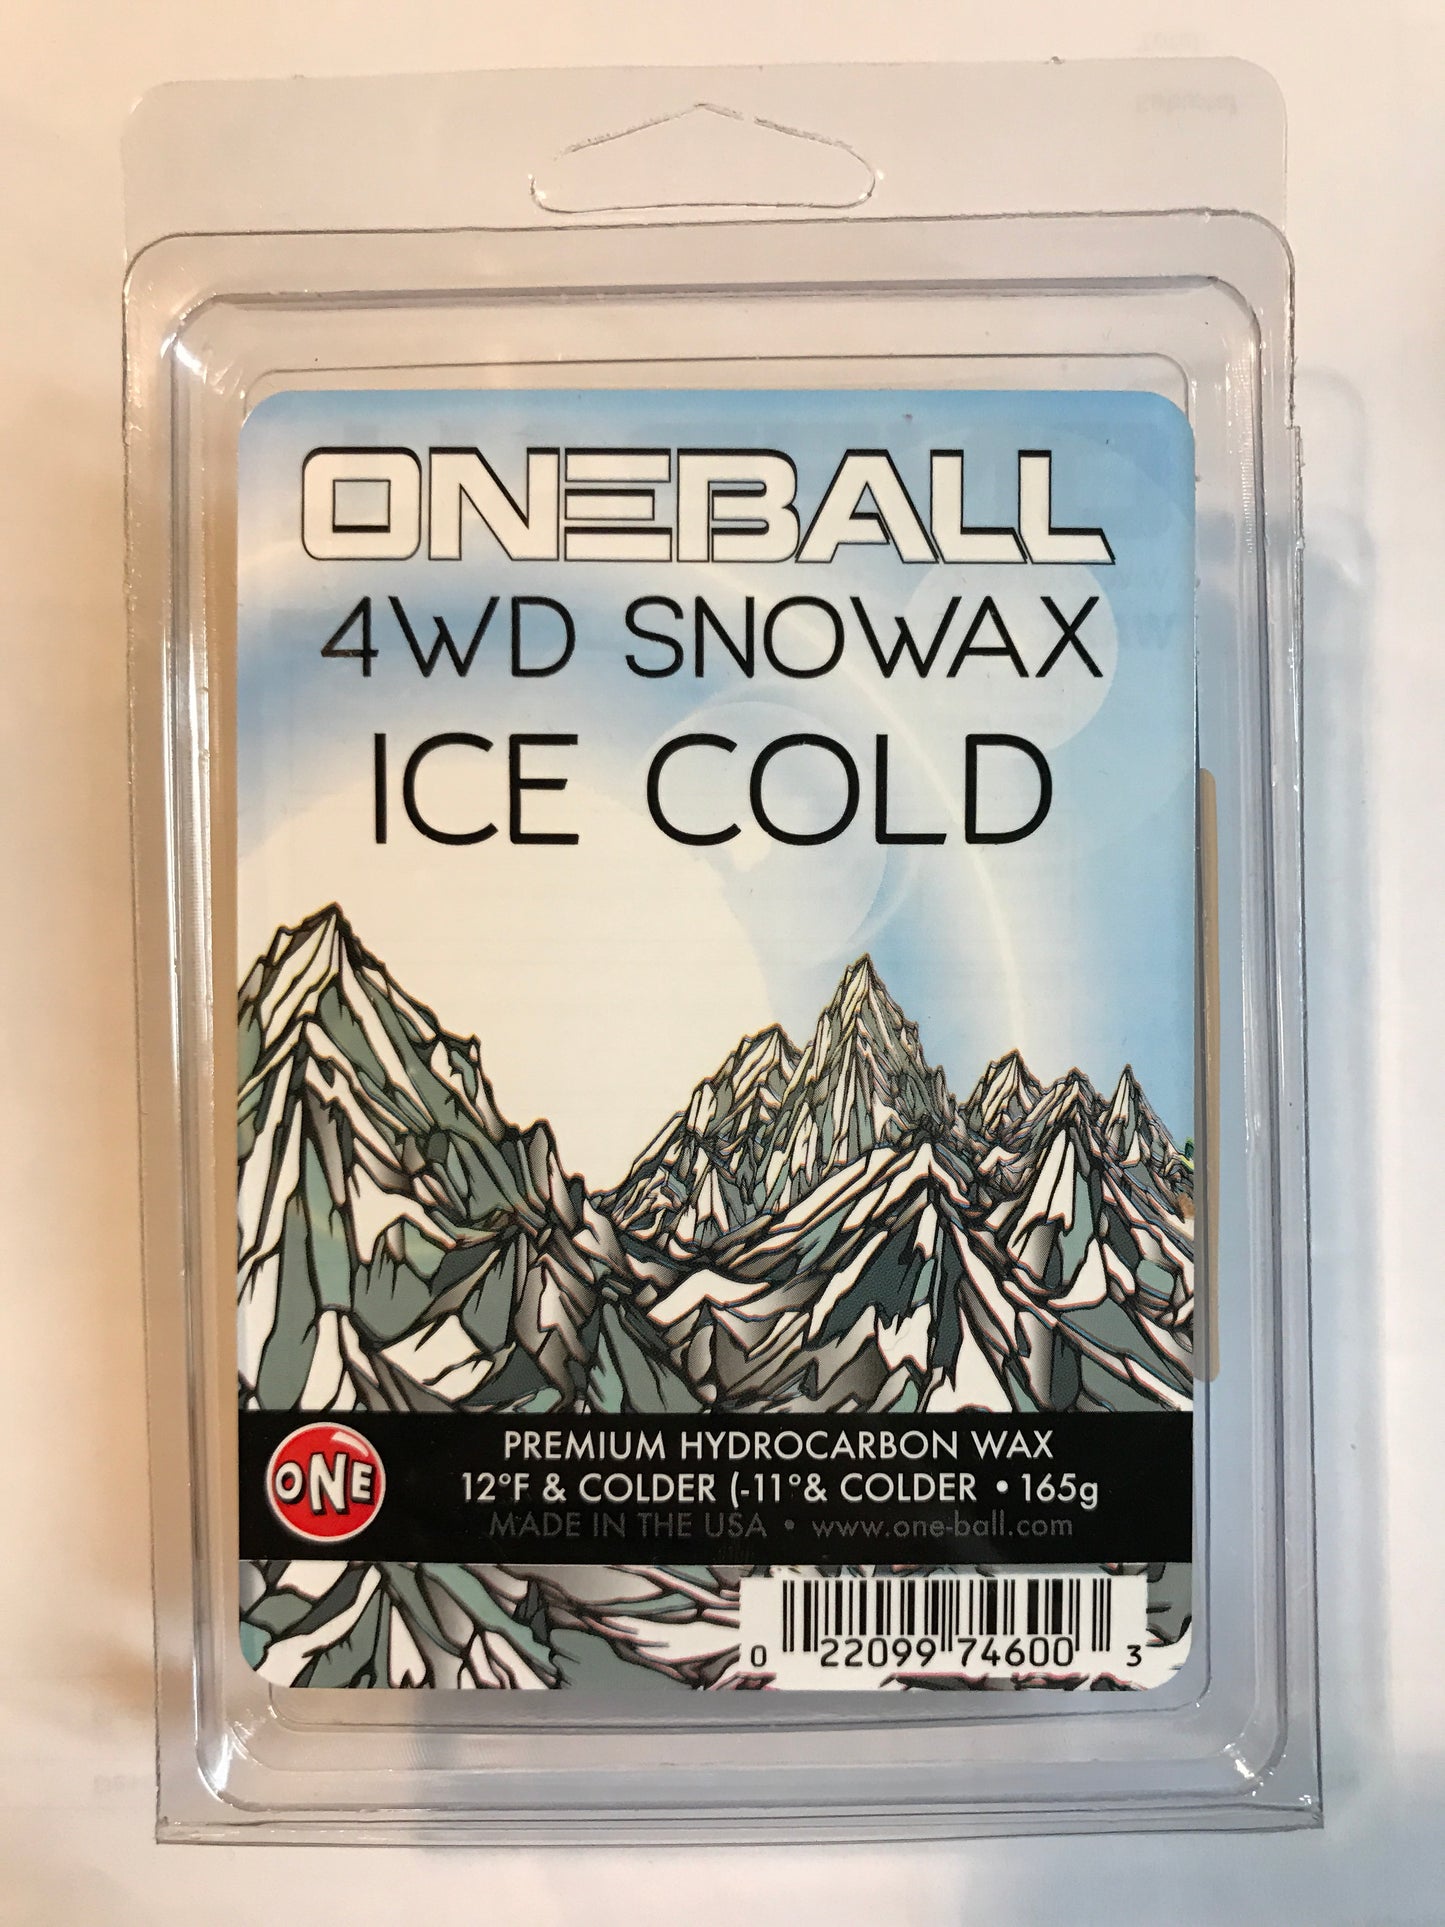 ONEBALL
4WD SNOWAX
ICE COLD
ONE
PREMIUM HYDROCARBON WAX
12°F & COLDER (-11°& COLDER • 165g
MADE IN THE USA • www.one-ball.com
0 22099 74600 3